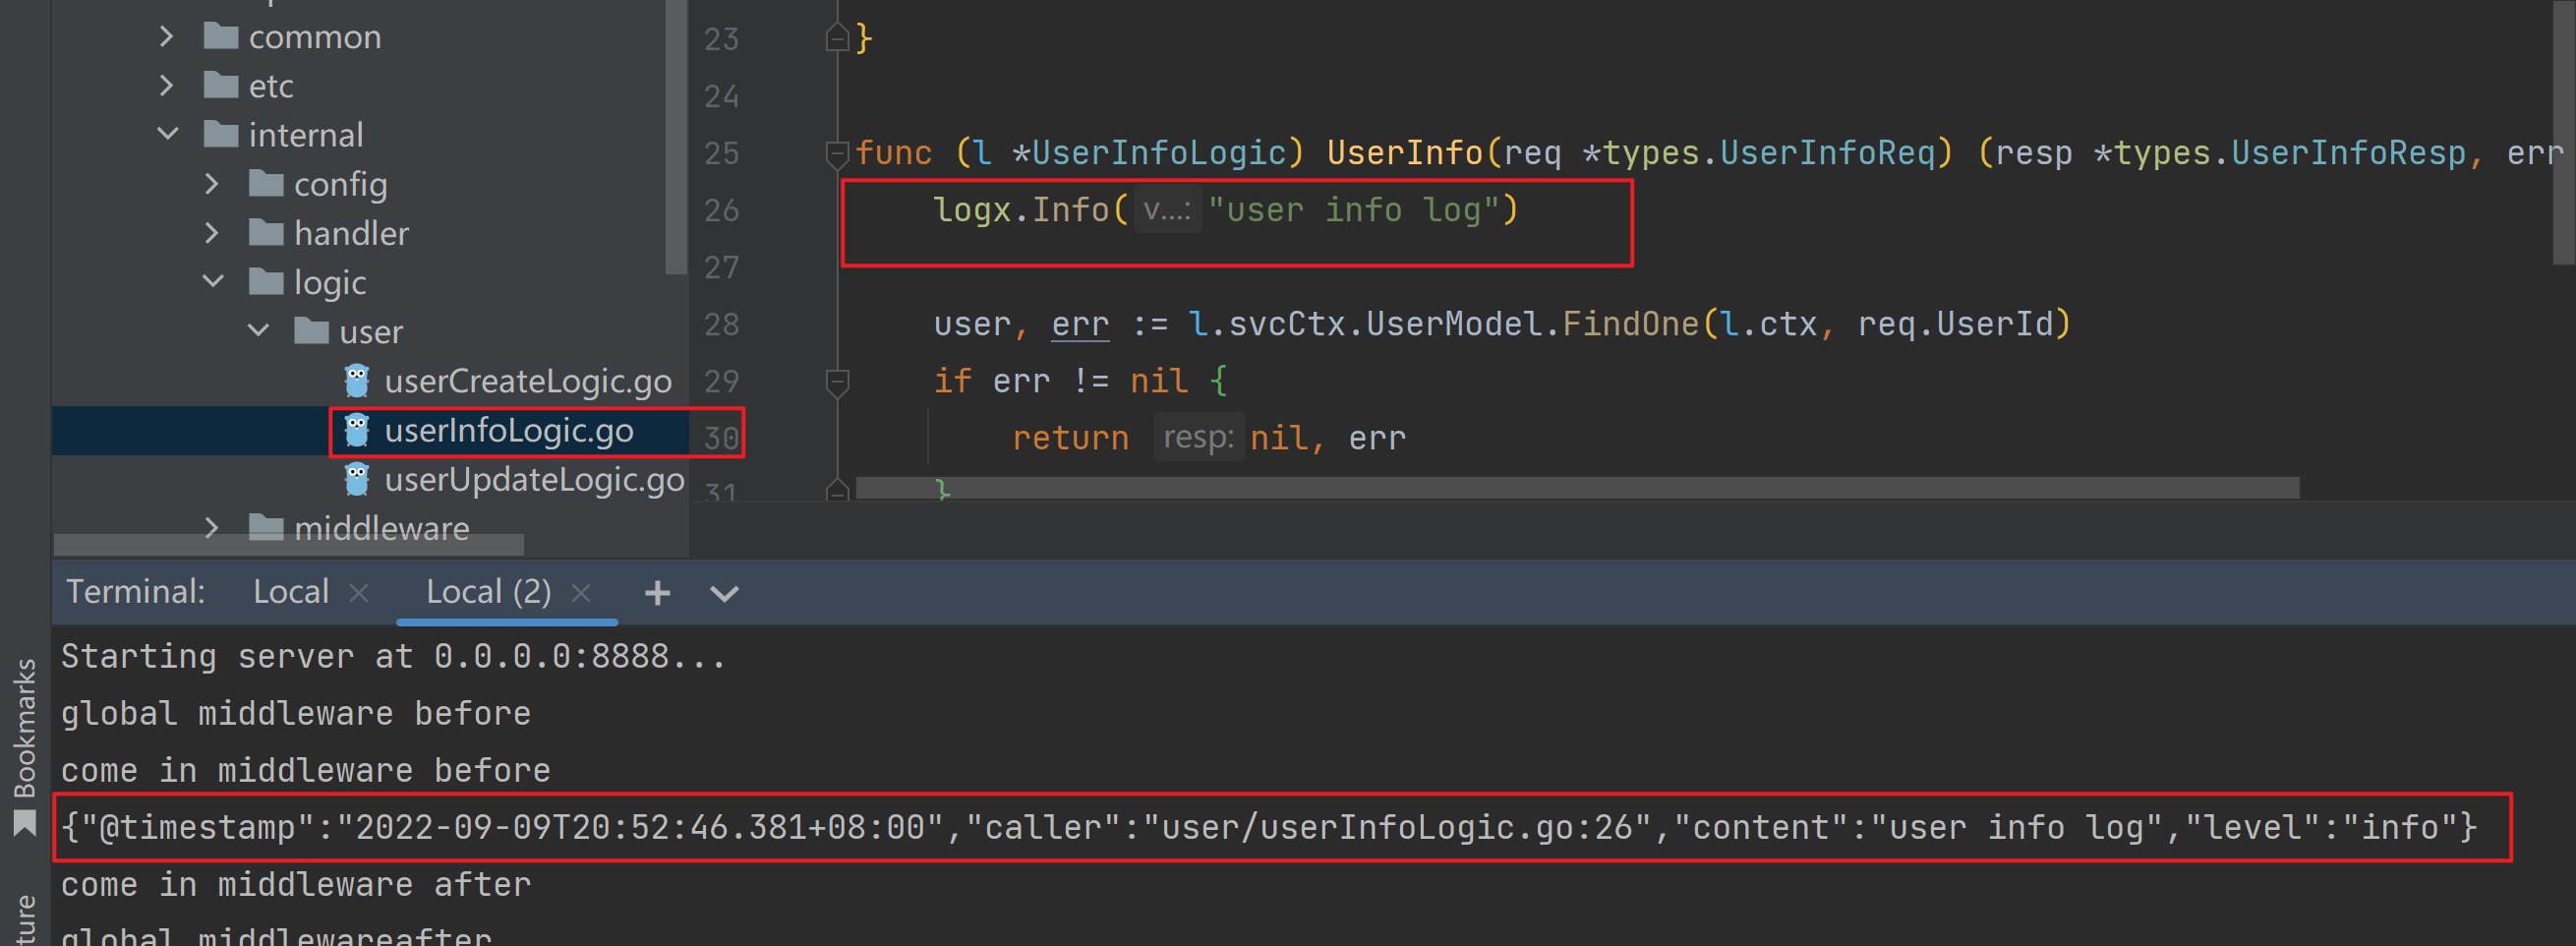 common
etc
internal
config
handler
logic
user
userCreateLogic.go
userInfoLogic.go
userUpdateLogic.go
middleware
23 }
24
25 func (l *UserInfoLogic) UserInfo(req *types.UserInfoReq) (resp *types.UserInfoResp, err
26 logx.Info( v...: "user info log")
27
28 user, err := l.svcCtx.UserModel.FindOne(l.ctx, req.UserId)
29 if err != nil {
30 return resp: nil, err
31 }
Terminal: Local × Local (2) × +
Starting server at 0.0.0.0:8888...
global middleware before
come in middleware before
{"@timestamp":"2022-09-09T20:52:46.381+08:00","caller":"user/userInfoLogic.go:26","content":"user info log","level":"info"}
come in middleware after
global middlewareafter
Bookmarks
ture